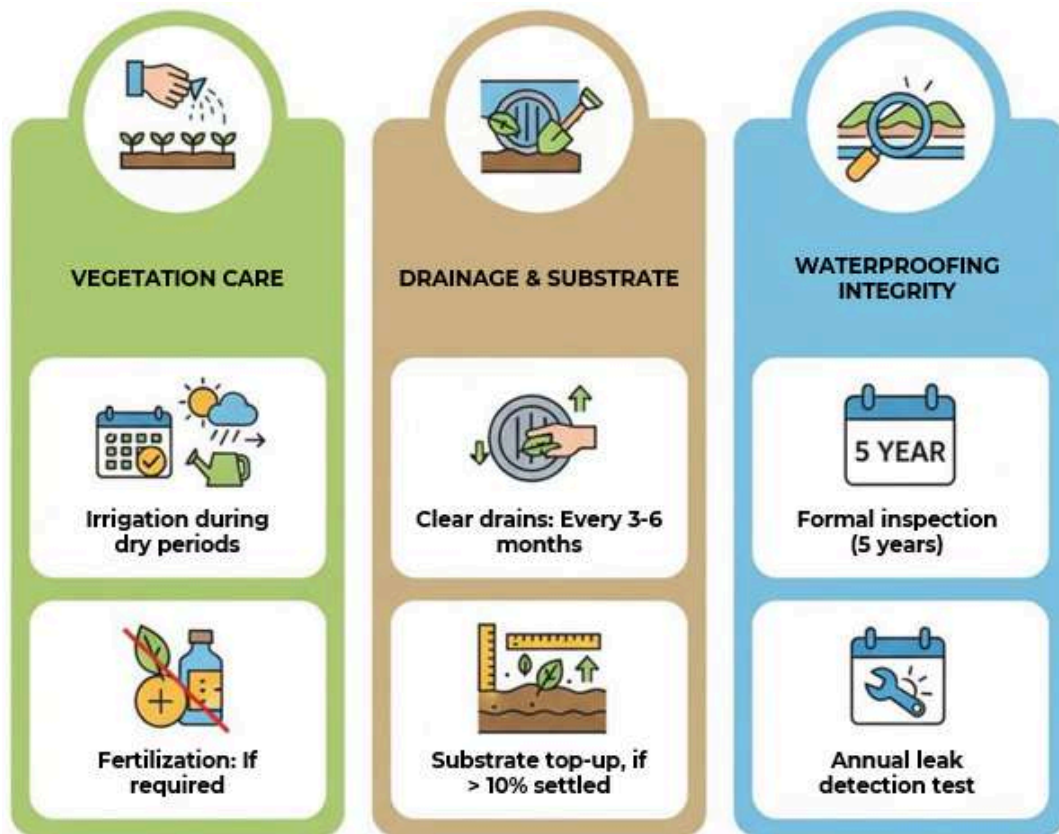 VEGETATION CARE
Irrigation during
dry periods
Fertilization: If
required
DRAINAGE & SUBSTRATE
Clear drains: Every 3-6
months
Substrate top-up, if
> 10% settled
WATERPROOFING
INTEGRITY
5 YEAR
Formal inspection
(5 years)
Annual leak
detection test